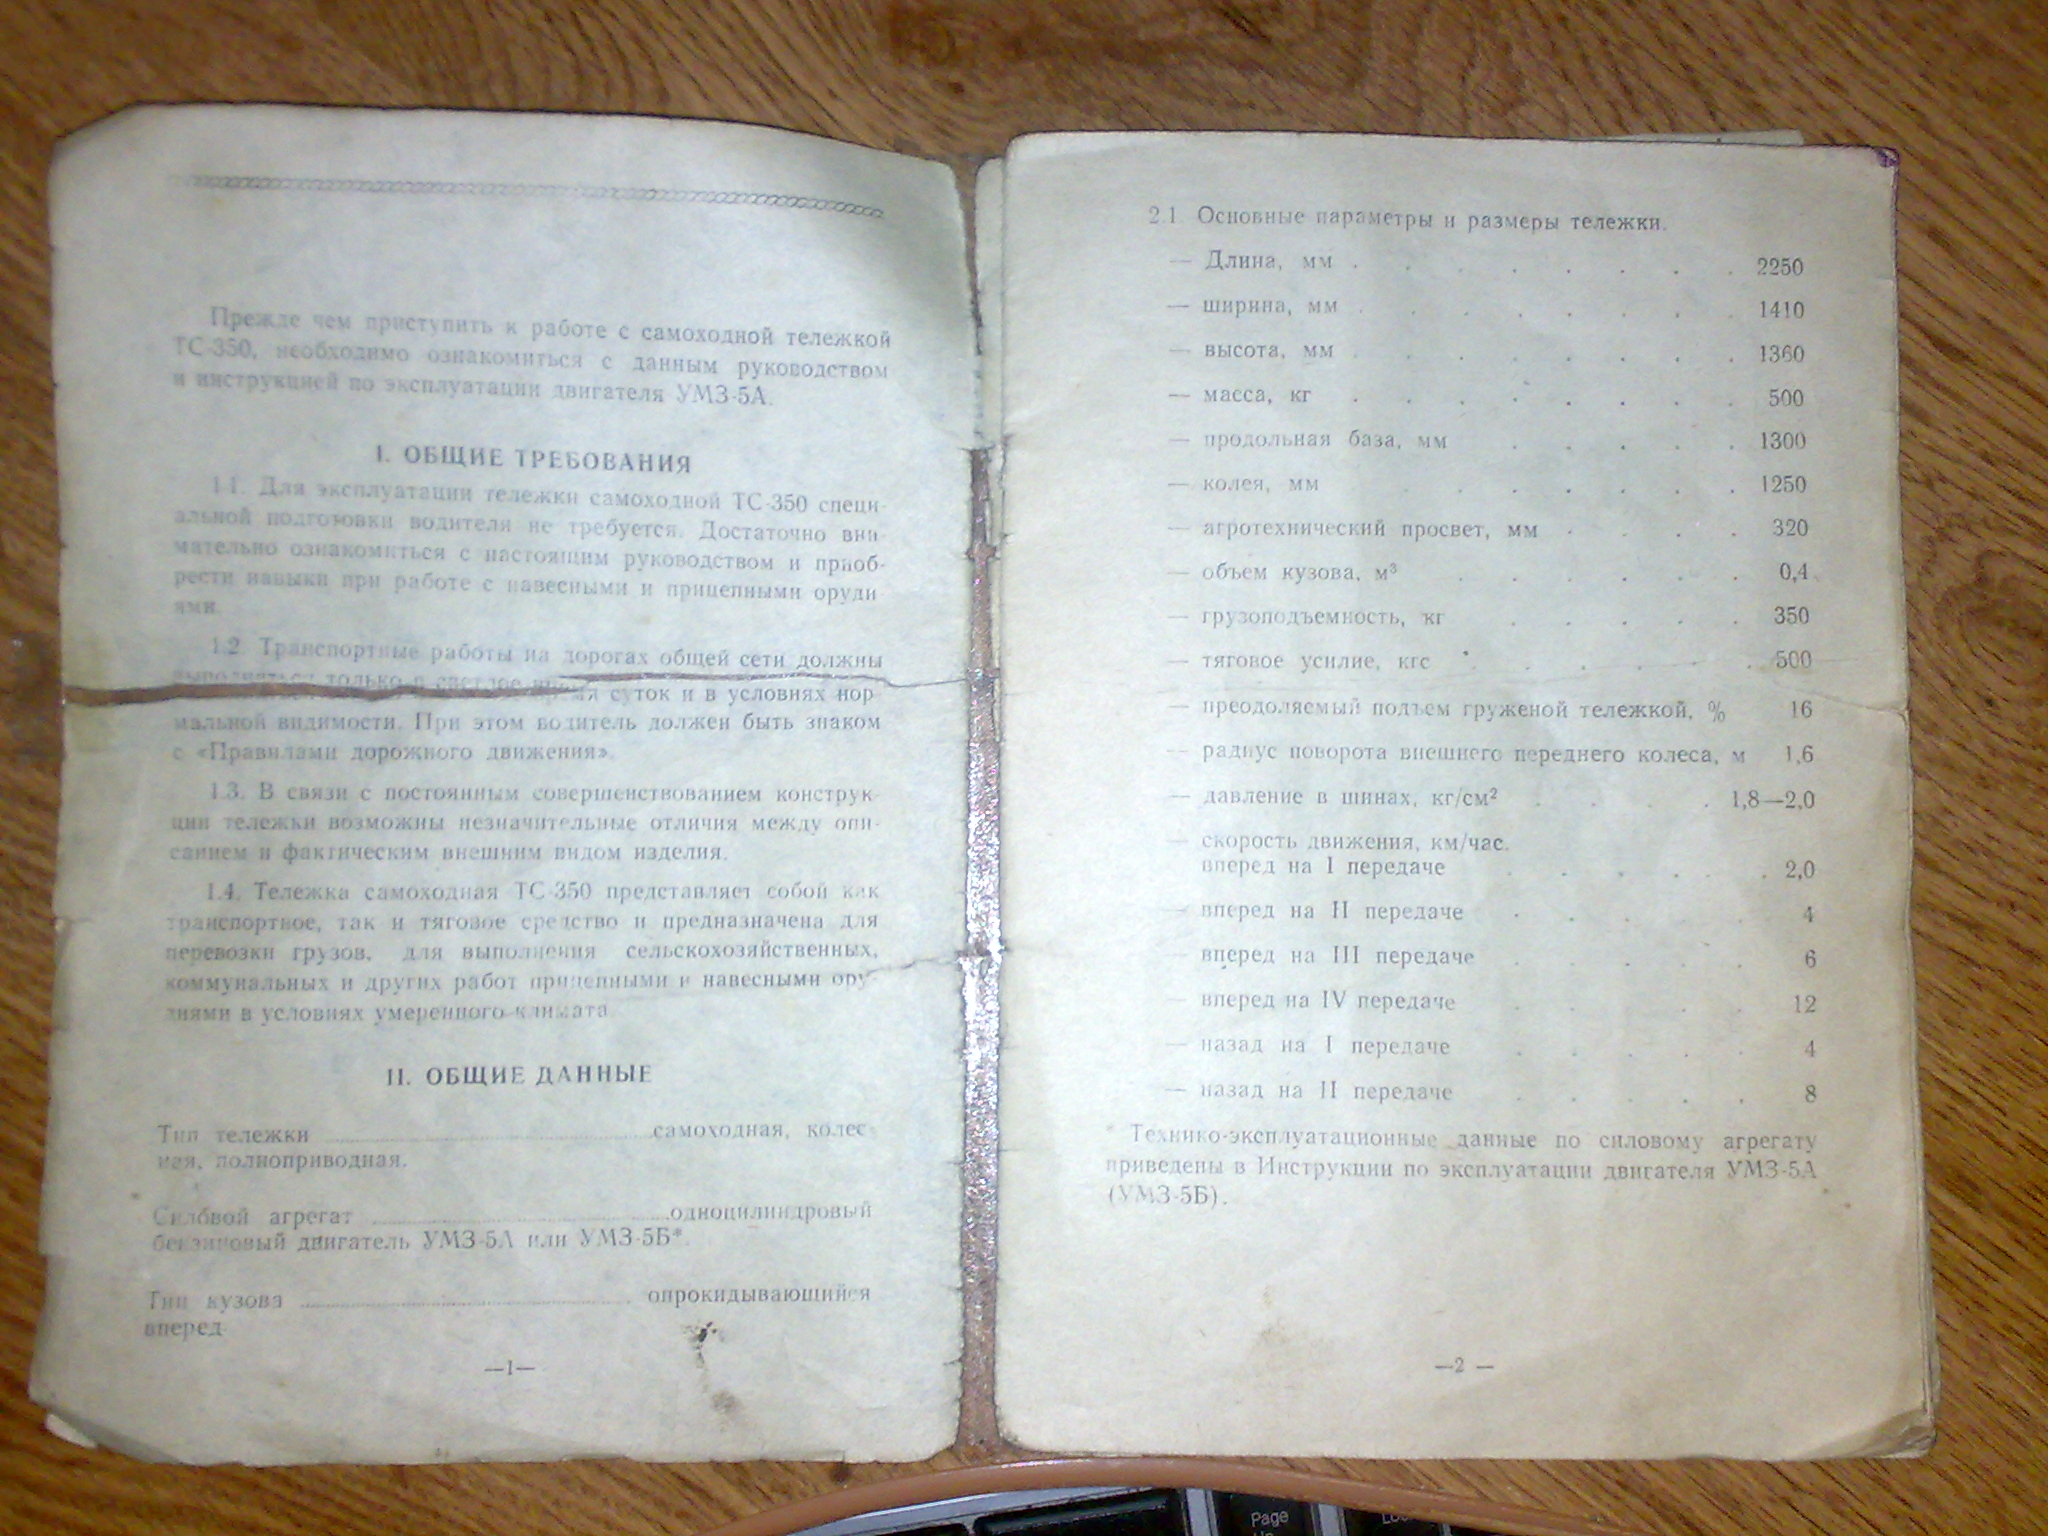 Прежде чем приступить к работе с самоходной тележкой
ТС-350, необходимо ознакомиться с данным руководством
и инструкцией по эксплуатации двигателя УМЗ-5А.
I. ОБЩИЕ ТРЕБОВАНИЯ
1.1. Для эксплуатации тележки самоходной ТС-350 специ-
альной подготовки водителя не требуется. Достаточно вни-
мательно ознакомиться с настоящим руководством и приоб-
рести навыки при работе с навесными и прицепными оруди-
ями.
1.2. Транспортные работы на дорогах общей сети должны
выполняться только в светлое время суток и в условиях нор-
мальной видимости. При этом водитель должен быть знаком
с «Правилами дорожного движения».
1.3. В связи с постоянным совершенствованием конструк-
ции тележки возможны незначительные отличия между опи-
санием и фактическим внешним видом изделия.
1.4. Тележка самоходная ТС-350 представляет собой как
транспортное, так и тяговое средство и предназначена для
перевозки грузов, для выполнения сельскохозяйственных,
коммунальных и других работ прицепными и навесными ору-
диями в условиях умеренного климата.
II. ОБЩИЕ ДАННЫЕ
Тип тележки ........ самоходная, колес-
ная, полноприводная.
Силовой агрегат ........ одноцилиндровый
бензиновый двигатель УМЗ-5А или УМЗ-5Б*.
Тип кузова ........ опрокидывающийся
вперед
—1—
2.1. Основные параметры и размеры тележки.
— Длина, мм . . . . . . . . 2250
— ширина, мм . . . . . . . . 1410
— высота, мм . . . . . . . . 1360
— масса, кг . . . . . . . . 500
— продольная база, мм . . . . . 1300
— колея, мм . . . . . . . 1250
— агротехнический просвет, мм . . . . 320
— объем кузова, м³ . . . . . . 0,4
— грузоподъемность, кг . . . . . 350
— тяговое усилие, кгс . . . . . . 500
— преодоляемый подъем груженой тележкой, % 16
— радиус поворота внешнего переднего колеса, м 1,6
— давление в шинах, кг/см² . . . . 1,8—2,0
— скорость движения, км/час.
вперед на I передаче . . . . . . 2,0
— вперед на II передаче . . . . . 4
— вперед на III передаче . . . . . 6
— вперед на IV передаче . . . . . 12
— назад на I передаче . . . . . 4
— назад на II передаче . . . . . 8
* Технико-эксплуатационные данные по силовому агрегату
приведены в Инструкции по эксплуатации двигателя УМЗ-5А
(УМЗ-5Б).
—2—
Page